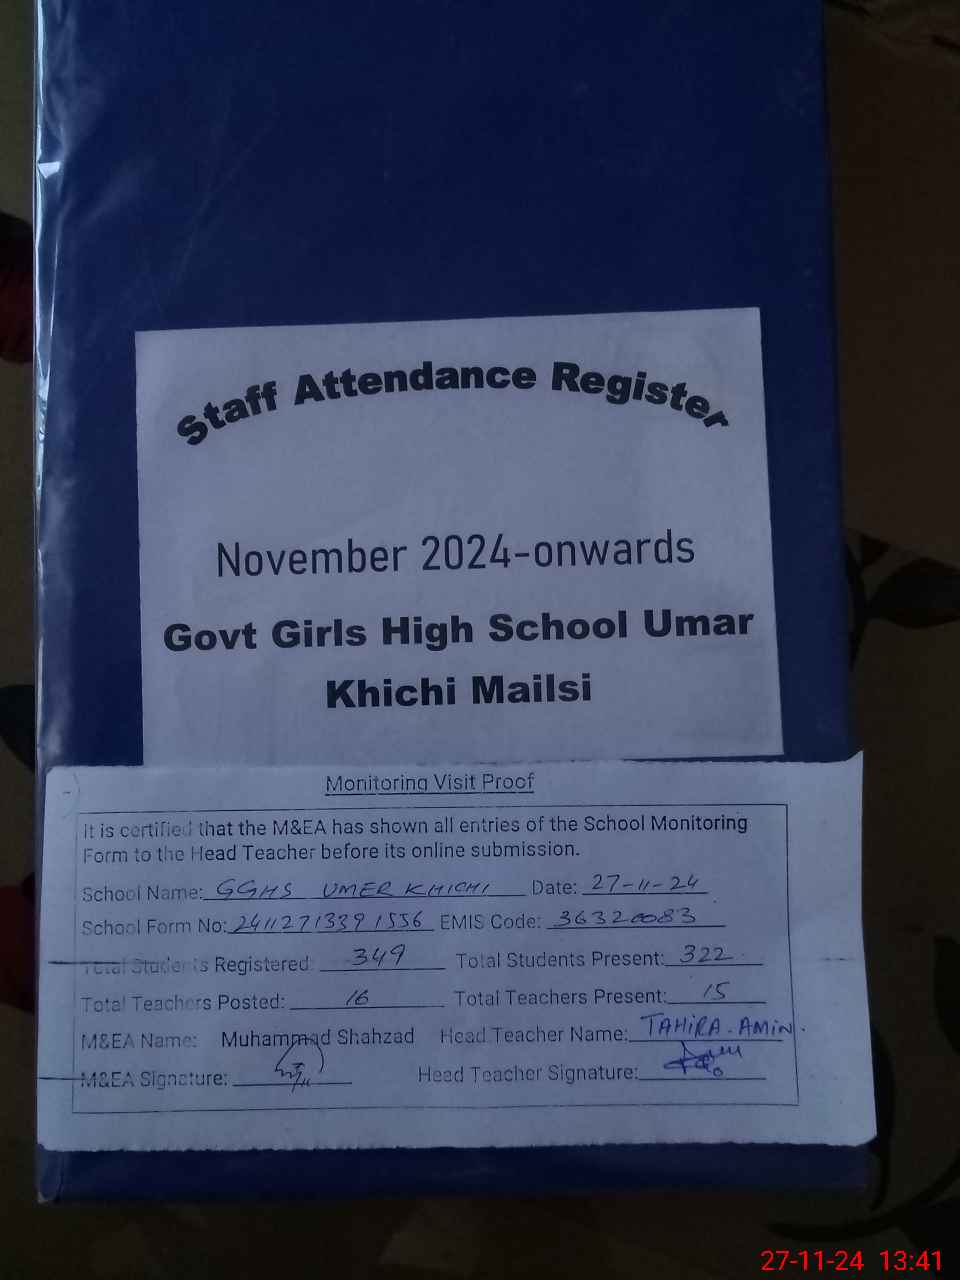 Staff Attendance Register
November 2024-onwards
Govt Girls High School Umar
Khichi Mailsi
Monitoring Visit Proof
It is certified that the M&EA has shown all entries of the School Monitoring
Form to the Head Teacher before its online submission.
School Name: GGHS UMER KHICHI Date: 27-11-24
School Form No: 24112713391556 EMIS Code: 36320083
Total Students Registered: 349 Total Students Present: 322
Total Teachers Posted: 16 Total Teachers Present: 15
M&EA Name: Muhammad Shahzad Head Teacher Name: TAHIRA. AMIN.
M&EA Signature: Head Teacher Signature:
27-11-24 13:41